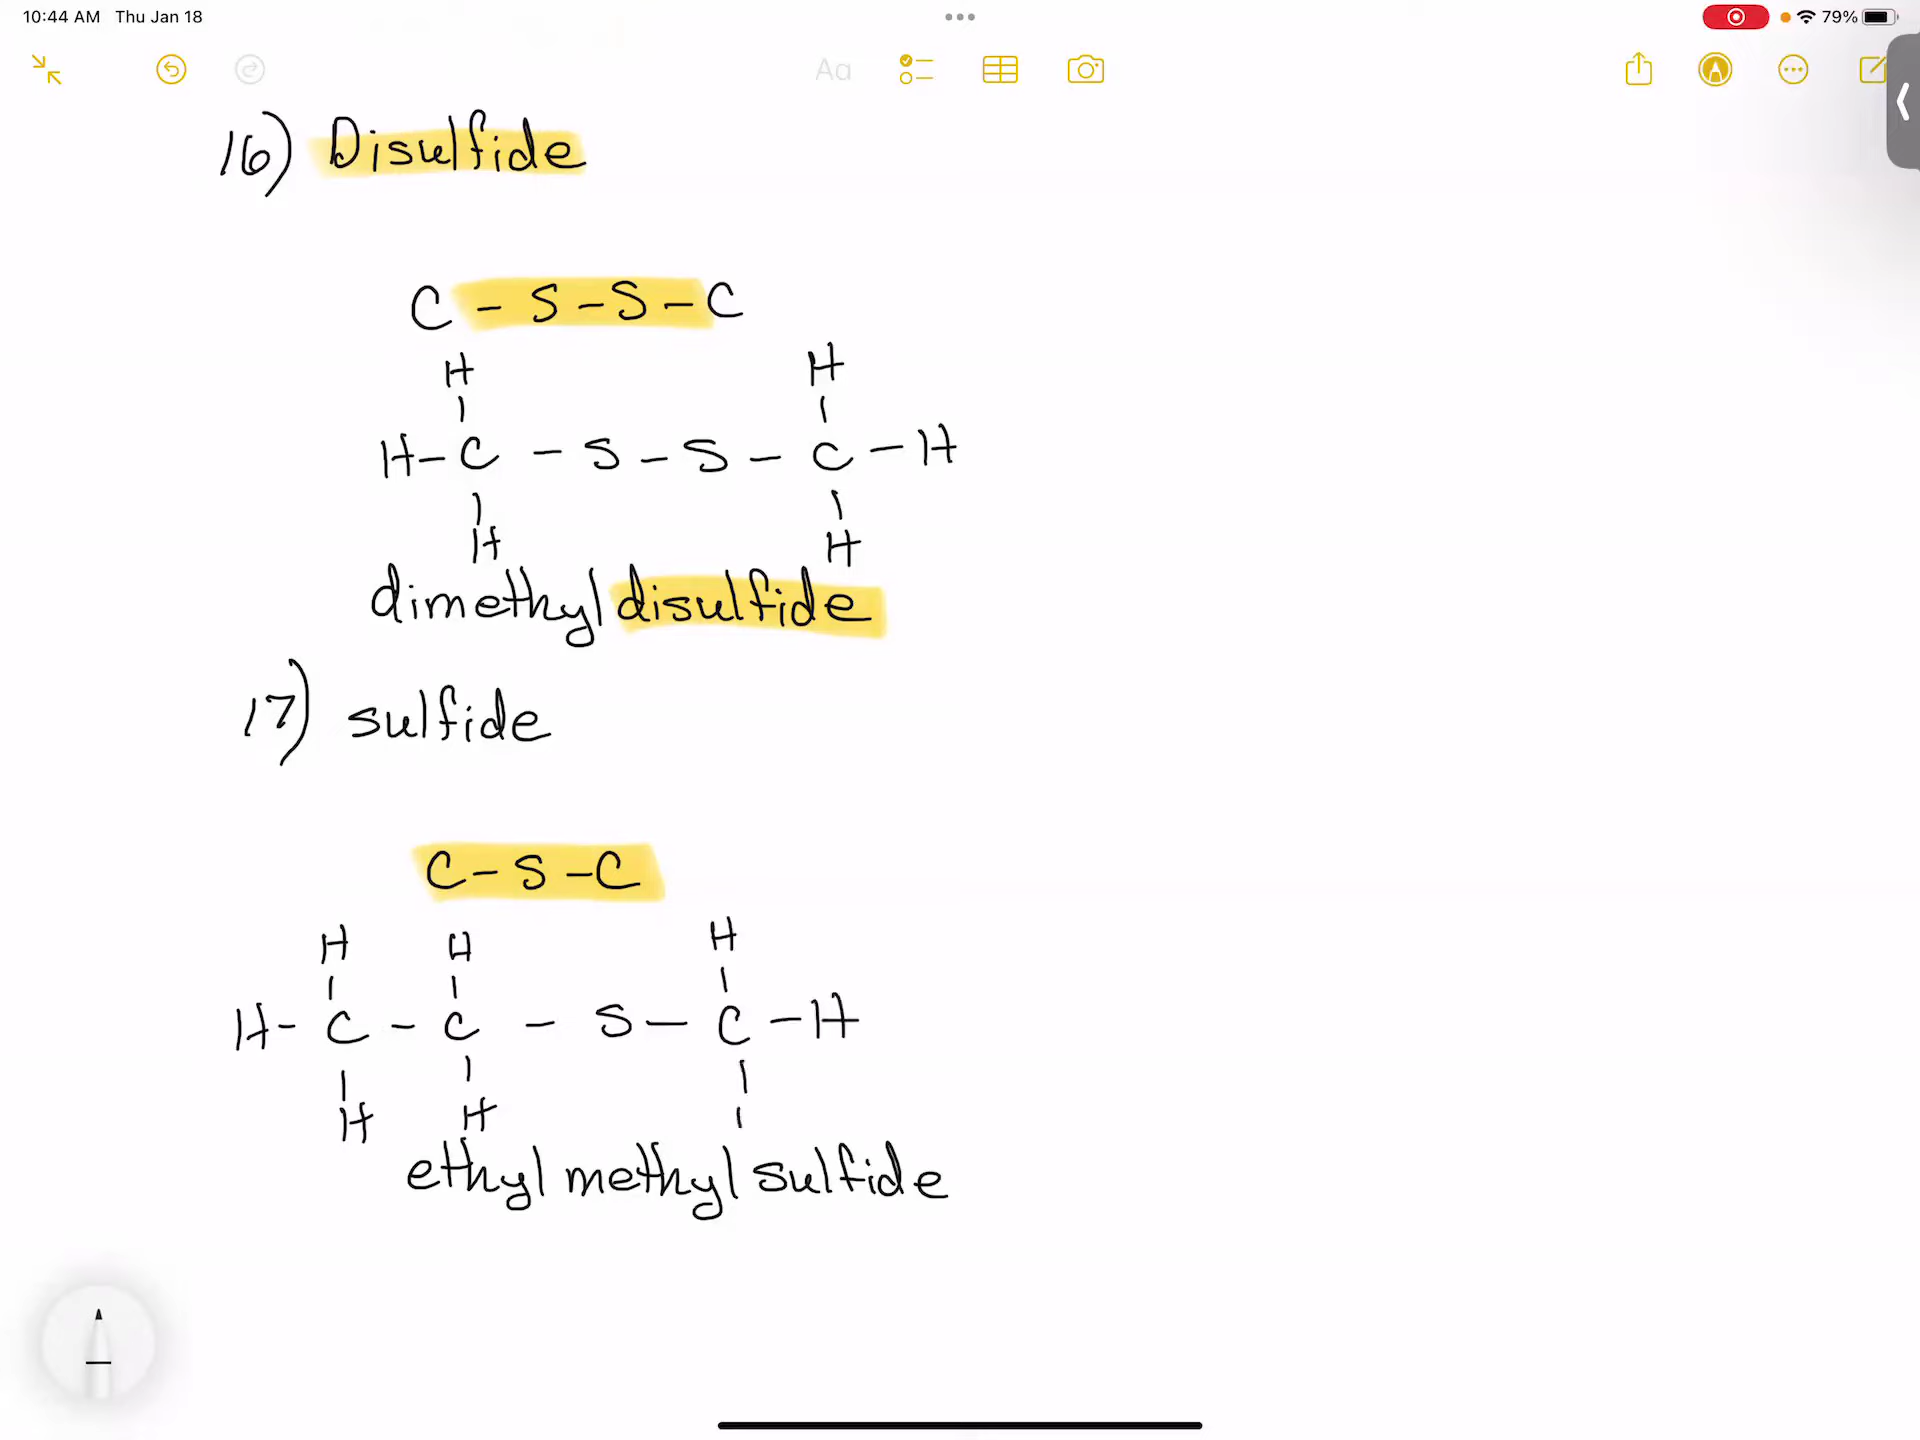 10:44 AM Thu Jan 18
79%
Aa
16) Disulfide
C - S - S - C
H H
H - C - S - S - C - H
H H
dimethyl disulfide
17) sulfide
C - S - C
H H H
H - C - C - S - C - H
H H
ethyl methyl sulfide